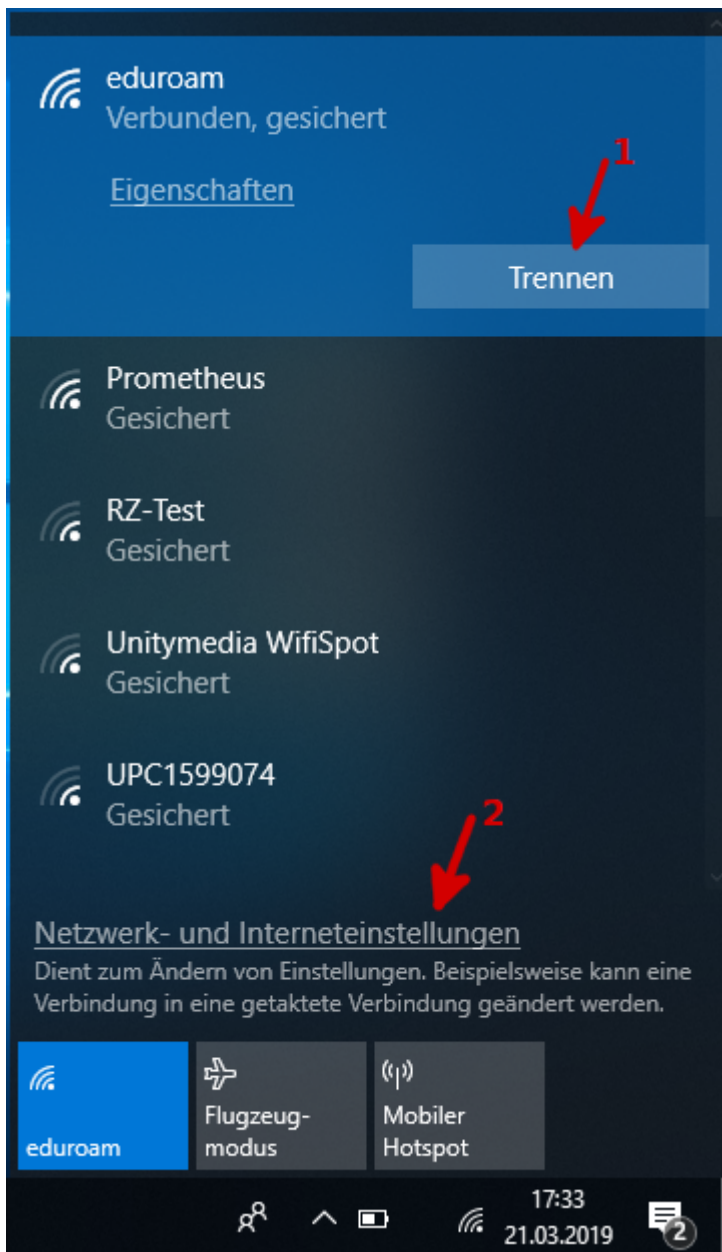 eduroam
Verbunden, gesichert
Eigenschaften
1
Trennen
Prometheus
Gesichert
RZ-Test
Gesichert
Unitymedia WifiSpot
Gesichert
UPC1599074
Gesichert
2
Netzwerk- und Interneteinstellungen
Dient zum Ändern von Einstellungen. Beispielsweise kann eine
Verbindung in eine getaktete Verbindung geändert werden.
eduroam
Flugzeug-
modus
Mobiler
Hotspot
17:33
21.03.2019
2